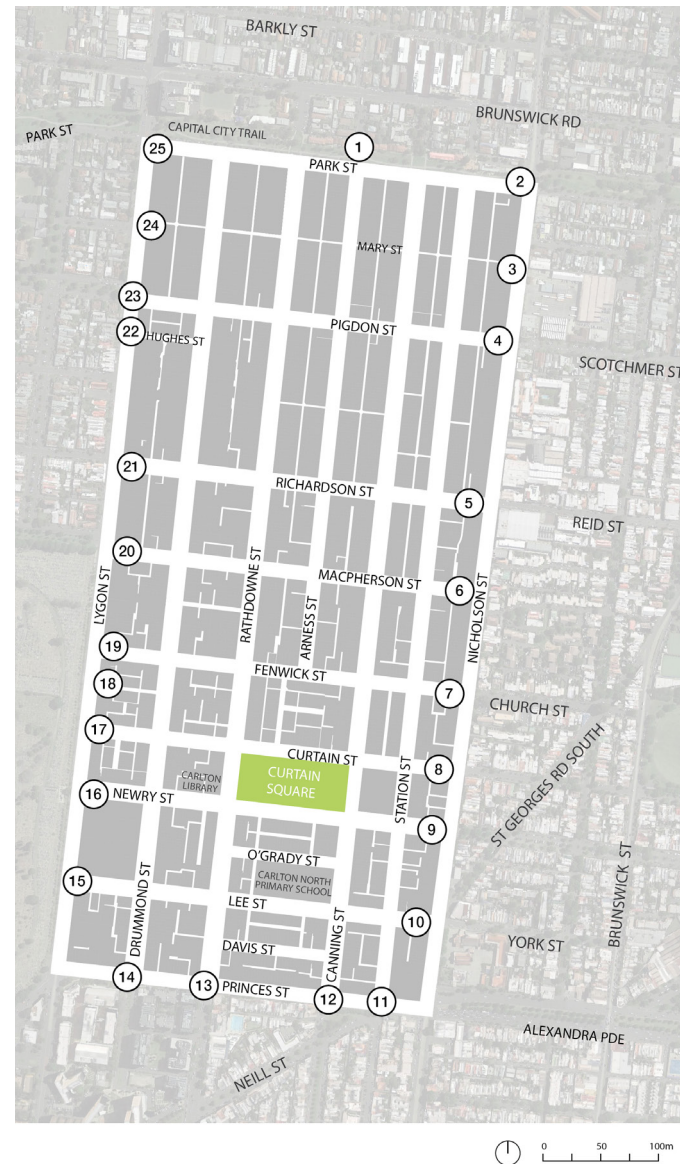 BARKLY ST
BRUNSWICK RD
CAPITAL CITY TRAIL
PARK ST
1
25
PARK ST
2
24
MARY ST
3
23
PIGDON ST
22
HUGHES ST
4
SCOTCHMER ST
21
RICHARDSON ST
5
REID ST
20
RATHDOWNE ST
MACPHERSON ST
6
LYGON ST
ARNESS ST
NICHOLSON ST
19
FENWICK ST
18
7
CHURCH ST
17
CURTAIN ST
8
CARLTON
LIBRARY
CURTAIN
SQUARE
STATION ST
ST GEORGES RD SOUTH
16
NEWRY ST
9
O'GRADY ST
15
CARLTON NORTH
PRIMARY SCHOOL
DRUMMOND ST
LEE ST
CANNING ST
10
BRUNSWICK ST
DAVIS ST
YORK ST
14
13
PRINCES ST
12
11
ALEXANDRA PDE
NEILL ST
0 50 100m